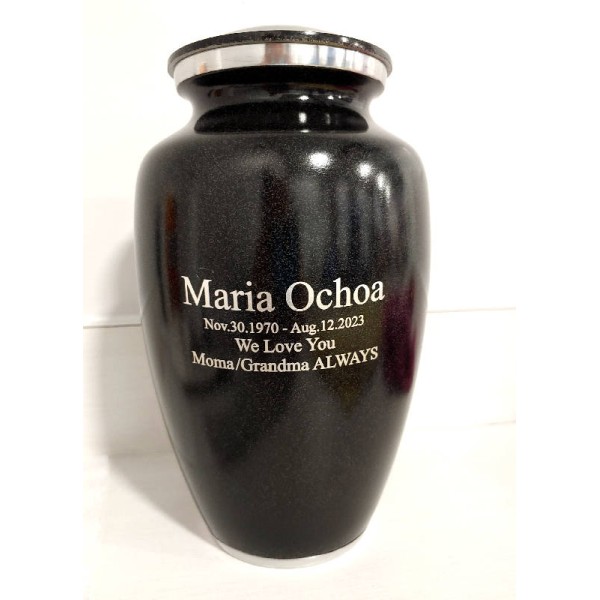 Maria Ochoa
Nov.30.1970 - Aug.12.2023
We Love You
Moma/Grandma ALWAYS